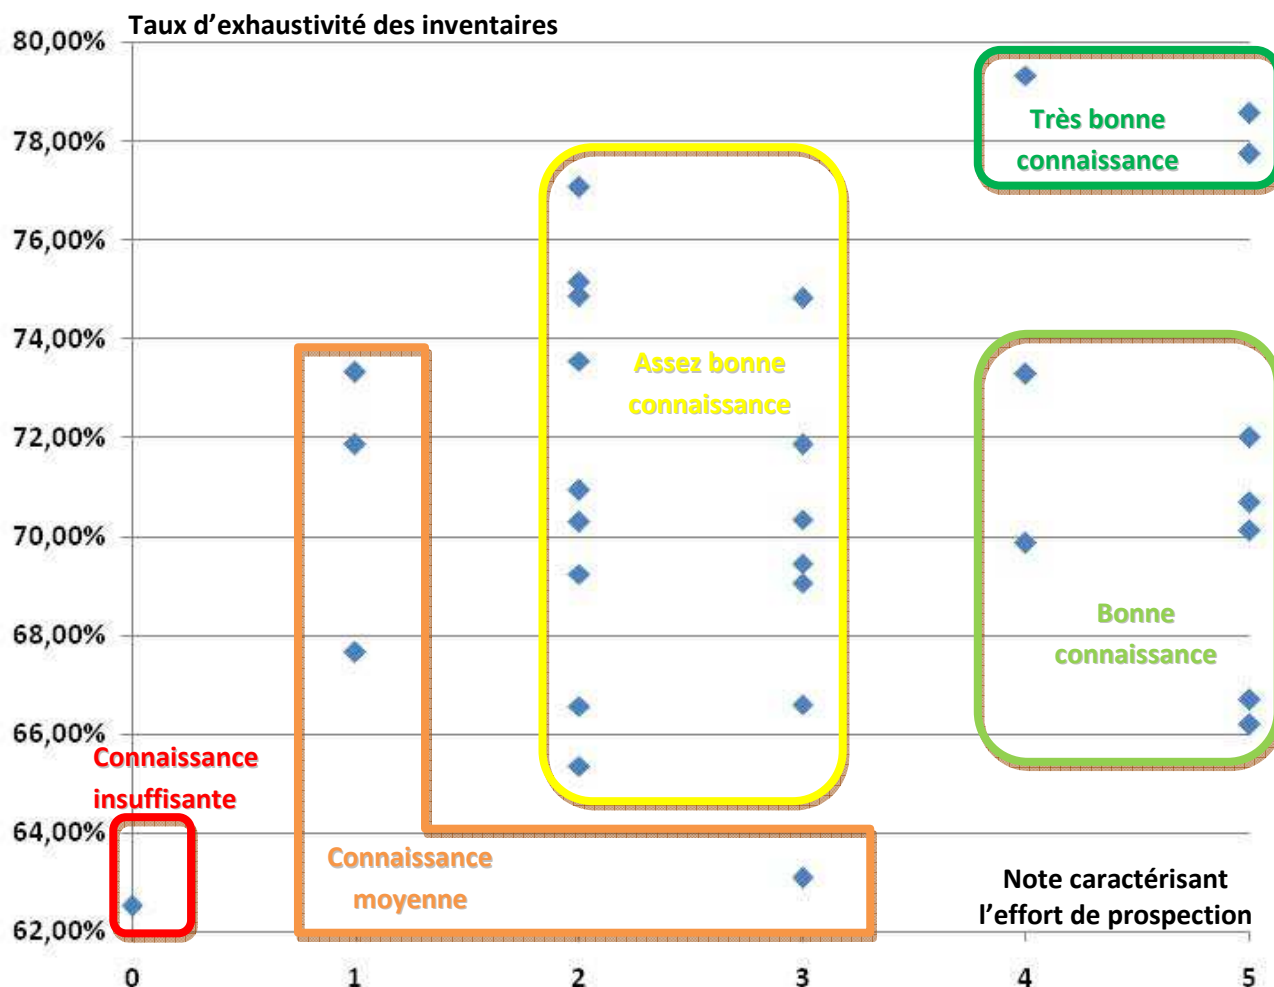 Taux d’exhaustivité des inventaires
80,00%
78,00%
76,00%
74,00%
72,00%
70,00%
68,00%
66,00%
64,00%
62,00%
Très bonne
connaissance
Assez bonne
connaissance
Bonne
connaissance
Connaissance
insuffisante
Connaissance
moyenne
Note caractérisant
l’effort de prospection
0 1 2 3 4 5